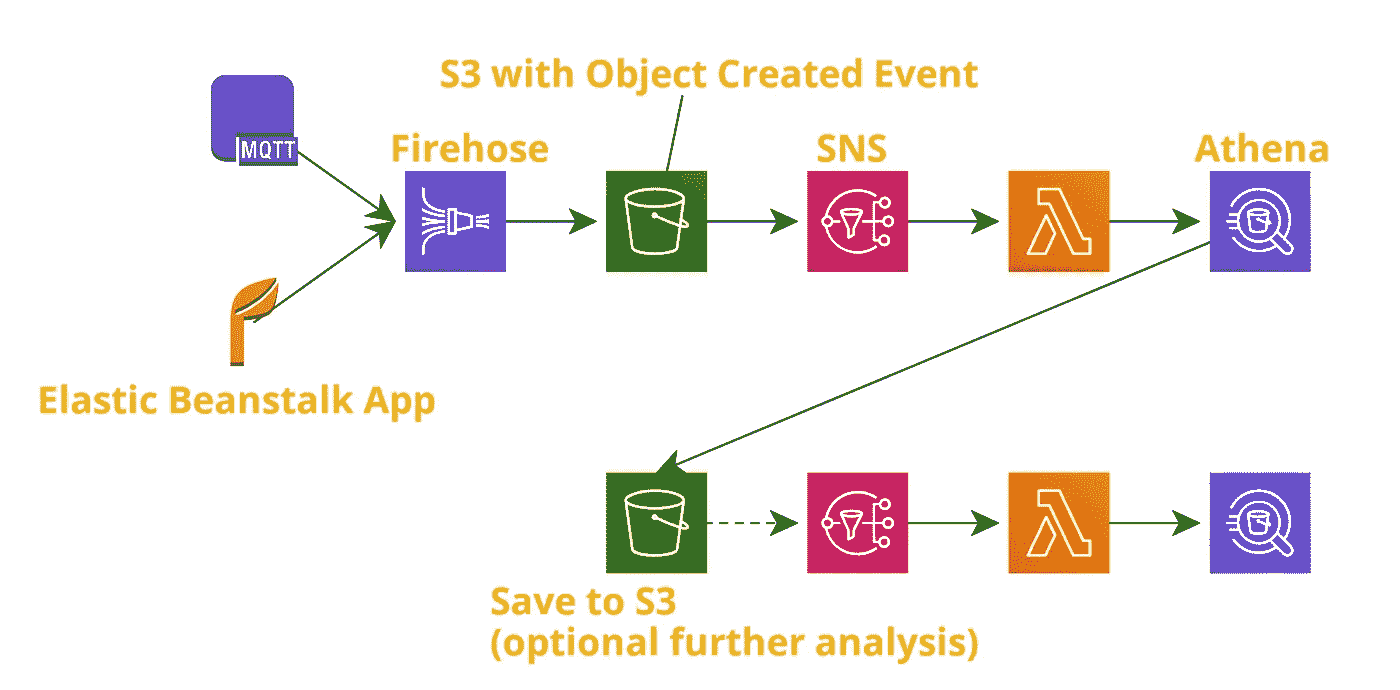 S3 with Object Created Event
MQTT
Firehose
SNS
Athena
Elastic Beanstalk App
Save to S3
(optional further analysis)